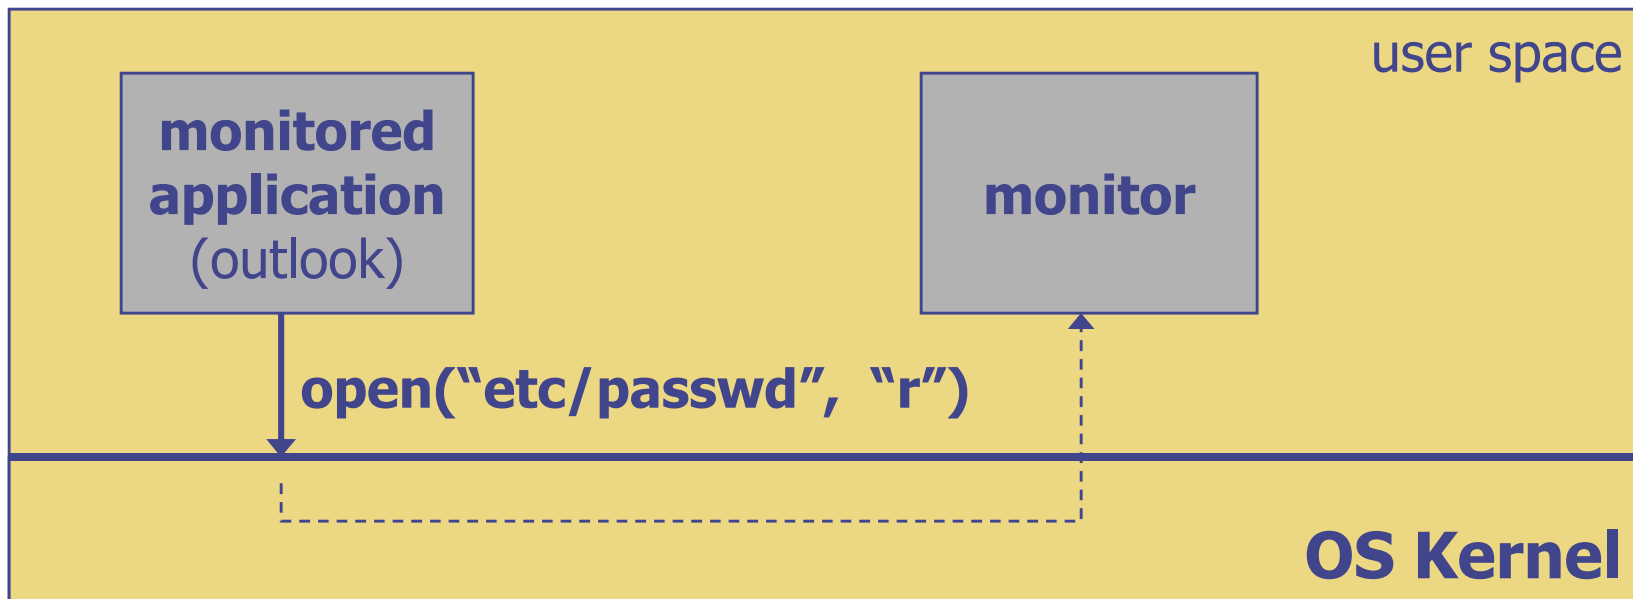 user space
monitored
application
(outlook)
monitor
open(“etc/passwd”, “r”)
OS Kernel